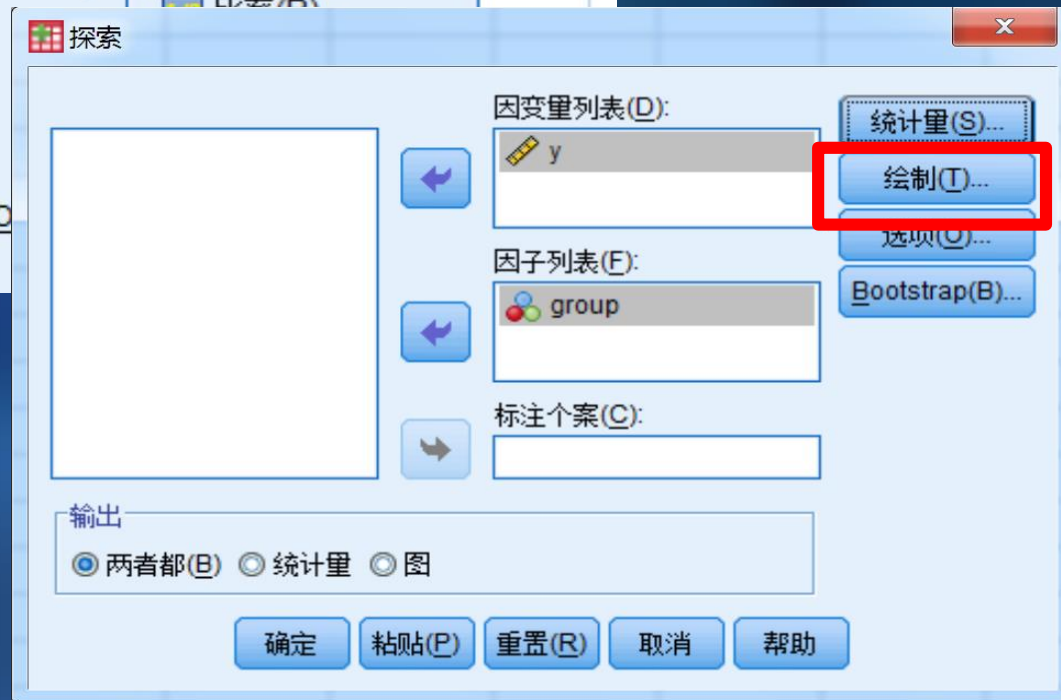 比率(R)
探索
因变量列表(D):
y
统计量(S)...
绘制(T)...
选项(O)...
Bootstrap(B)...
因子列表(F):
group
标注个案(C):
输出
两者都(B) 统计量 图
确定 粘贴(P) 重置(R) 取消 帮助